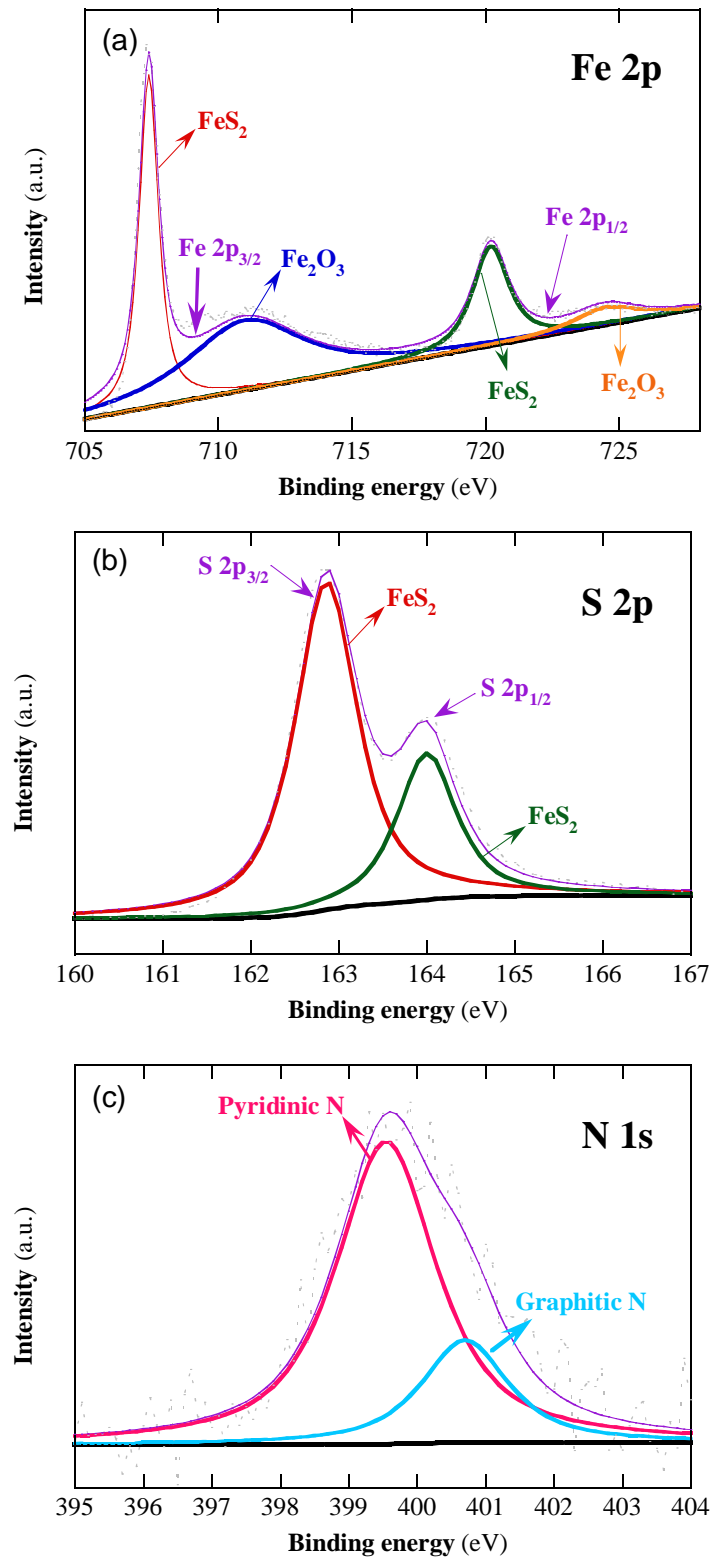 (a)
Fe 2p
FeS₂
Fe 2p₃/₂
Fe₂O₃
Fe 2p₁/₂
FeS₂
Fe₂O₃
Intensity (a.u.)
705 710 715 720 725
Binding energy (eV)
(b)
S 2p₃/₂
FeS₂
S 2p
S 2p₁/₂
FeS₂
Intensity (a.u.)
160 161 162 163 164 165 166 167
Binding energy (eV)
(c)
Pyridinic N
N 1s
Graphitic N
Intensity (a.u.)
395 396 397 398 399 400 401 402 403 404
Binding energy (eV)